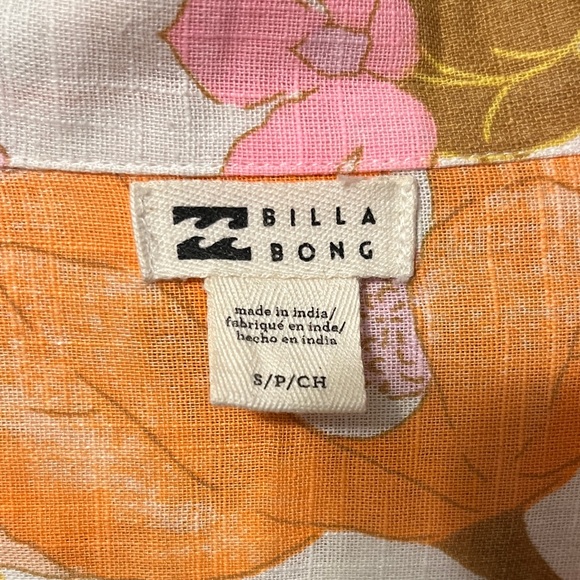 BILLA
BONG
made in india/
fabriqué en inde/
hecho en india
S/P/CH